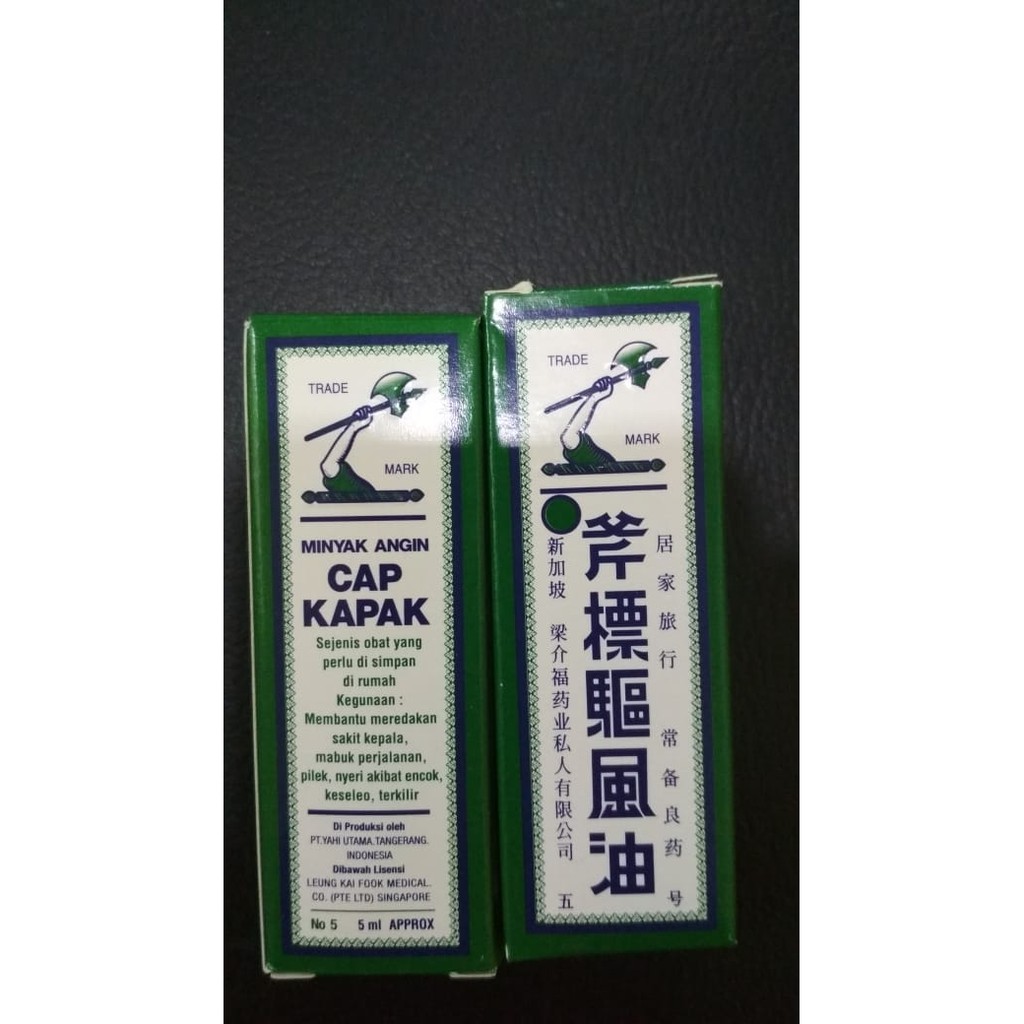 TRADE
MARK
MINYAK ANGIN
CAP
KAPAK
Sejenis obat yang
perlu di simpan
di rumah
Kegunaan :
Membantu meredakan
sakit kepala,
mabuk perjalanan,
pilek, nyeri akibat encok,
keseleo, terkilir
Di Produksi oleh
PT.YAHI UTAMA.TANGERANG.
INDONESIA
Dibawah Lisensi
LEUNG KAI FOOK MEDICAL.
CO. (PTE LTD) SINGAPORE
No 5 5 ml APPROX
TRADE
MARK
居家旅行 常备良药
斧標驅風油
新加坡 梁介福药业私人有限公司
五 号